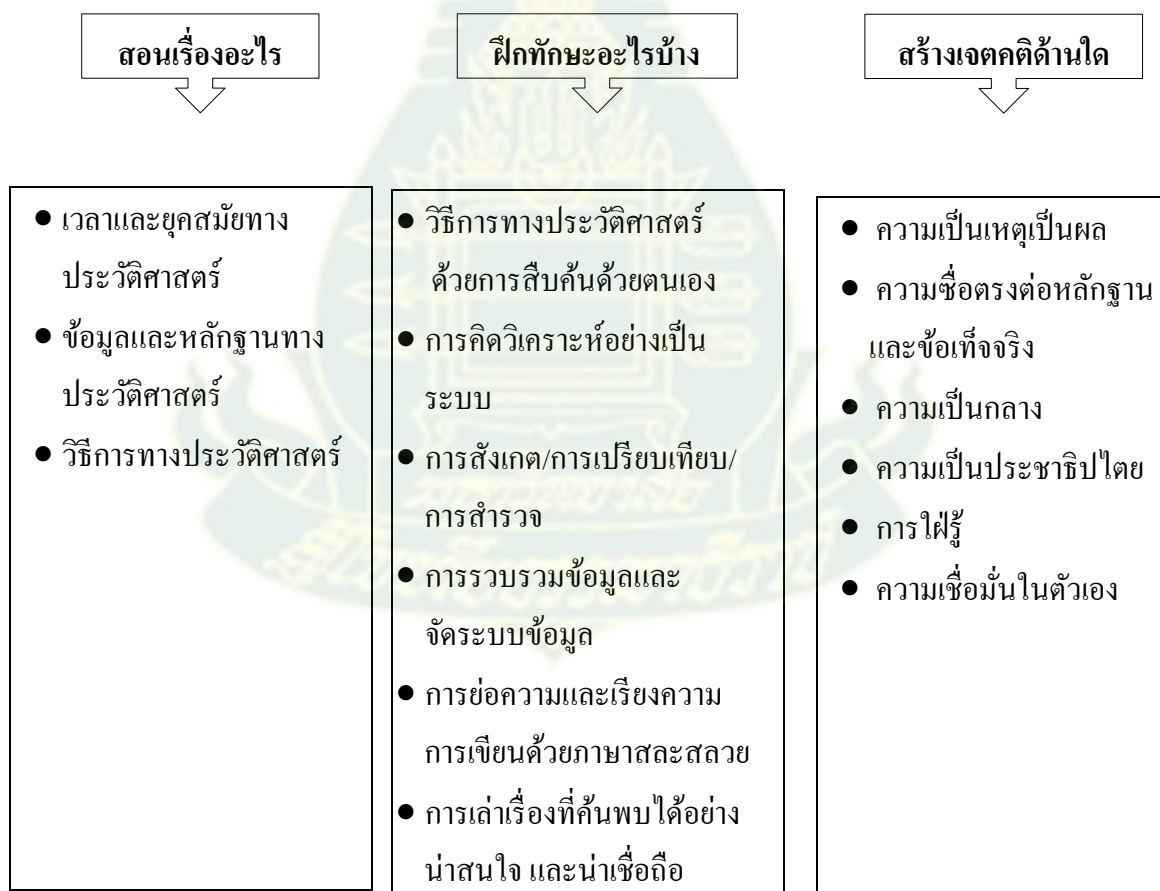 สอนเรื่องอะไร
ฝึกทักษะอะไรบ้าง
สร้างเจตคติด้านใด
● เวลาและยุคสมัยทาง
ประวัติศาสตร์
● ข้อมูลและหลักฐานทาง
ประวัติศาสตร์
● วิธีการทางประวัติศาสตร์
● วิธีการทางประวัติศาสตร์
ด้วยการสืบค้นด้วยตนเอง
● การคิดวิเคราะห์อย่างเป็น
ระบบ
● การสังเกต/การเปรียบเทียบ/
การสำรวจ
● การรวบรวมข้อมูลและ
จัดระบบข้อมูล
● การย่อความและเรียงความ
การเขียนด้วยภาษาสละสลวย
● การเล่าเรื่องที่ค้นพบได้อย่าง
น่าสนใจ และน่าเชื่อถือ
● ความเป็นเหตุเป็นผล
● ความซื่อตรงต่อหลักฐาน
และข้อเท็จจริง
● ความเป็นกลาง
● ความเป็นประชาธิปไตย
● การใฝ่รู้
● ความเชื่อมั่นในตัวเอง